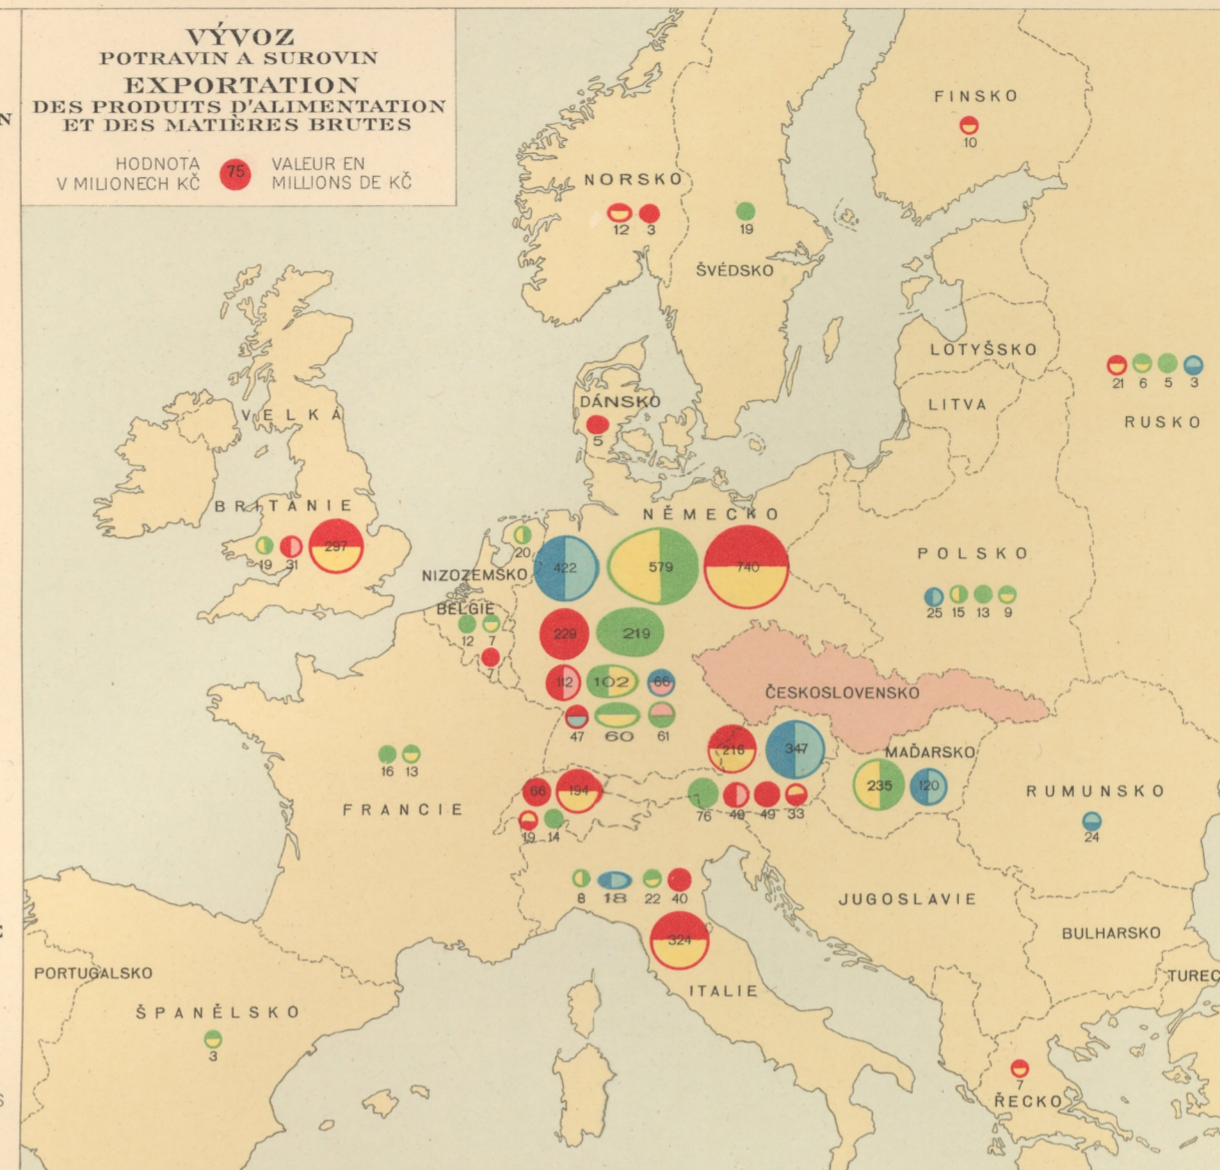 VÝVOZ
POTRAVIN A SUROVIN
EXPORTATION
DES PRODUITS D'ALIMENTATION
ET DES MATIÈRES BRUTES
HODNOTA
V MILIONECH KČ
75
VALEUR EN
MILLIONS DE KČ
N
FINSKO
10
NORSKO
12 3
19
ŠVÉDSKO
LOTYŠSKO
LITVA
21 6 5 3
RUSKO
DÁNSKO
5
VELKÁ
BRITANIE
19 31 297
NĚMECKO
20
422 579 740
NIZOZEMSKO
BELGIE
12 7
7
229 219
112 102 66
47 60 61
POLSKO
25 15 13 9
ČESKOSLOVENSKO
216 347
MAĎARSKO
235 120
76 49 49 33
66 194
19 14
16 13
FRANCIE
RUMUNSKO
24
8 18 22 40
324
ITALIE
JUGOSLAVIE
BULHARSKO
TUREC
PORTUGALSKO
ŠPANĚLSKO
3
7
ŘECKO